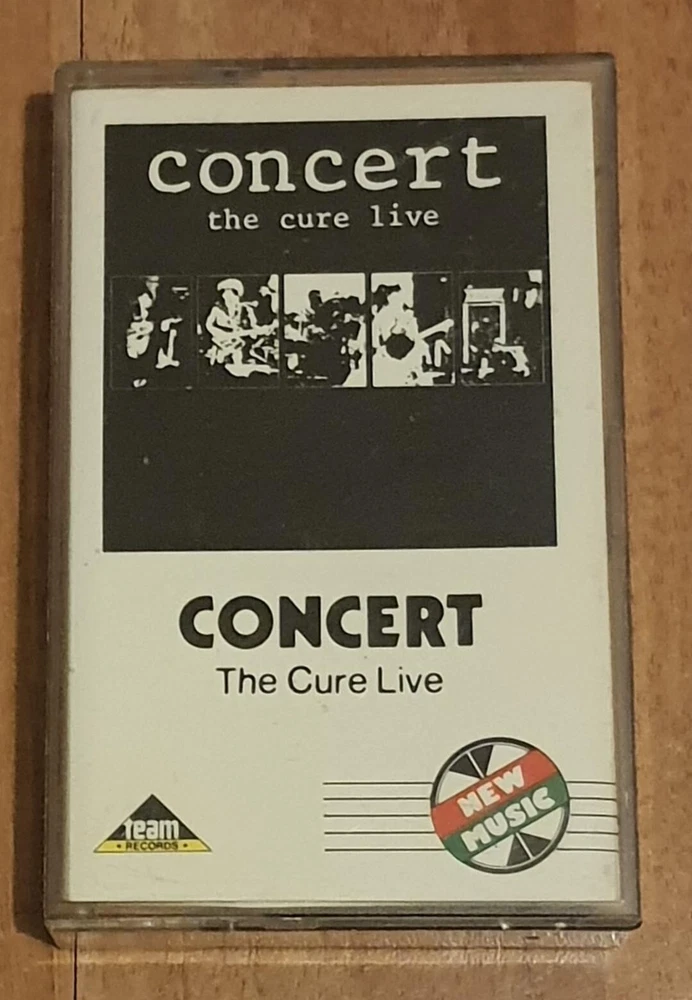 concert
the cure live
CONCERT
The Cure Live
NEW
MUSIC
team
• RECORDS •